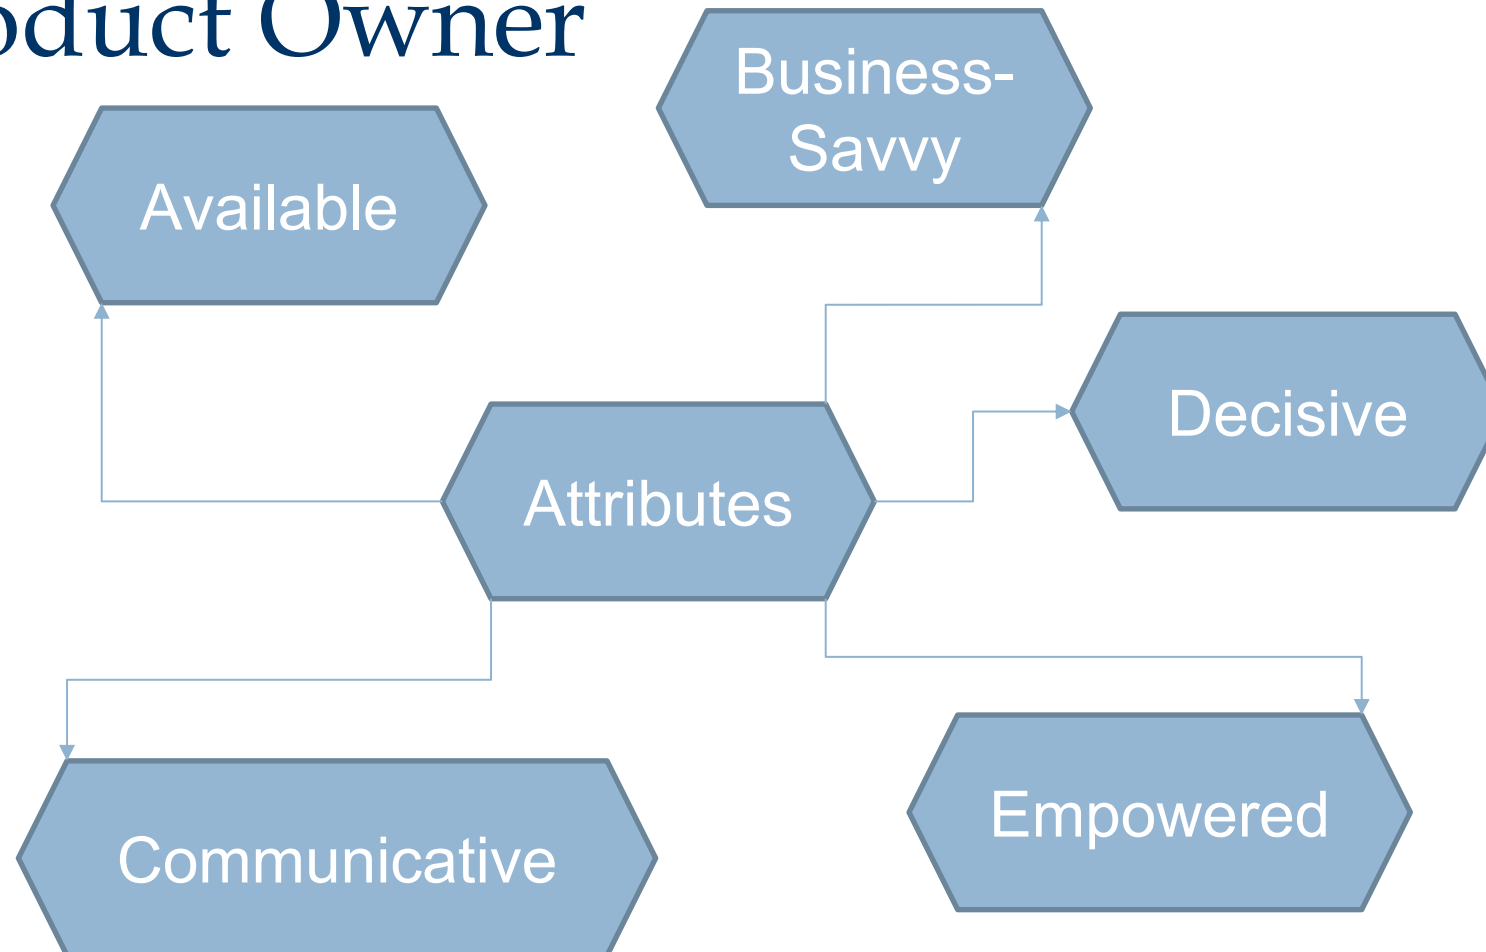 oduct Owner
Business-
Savvy
Available
Decisive
Attributes
Empowered
Communicative